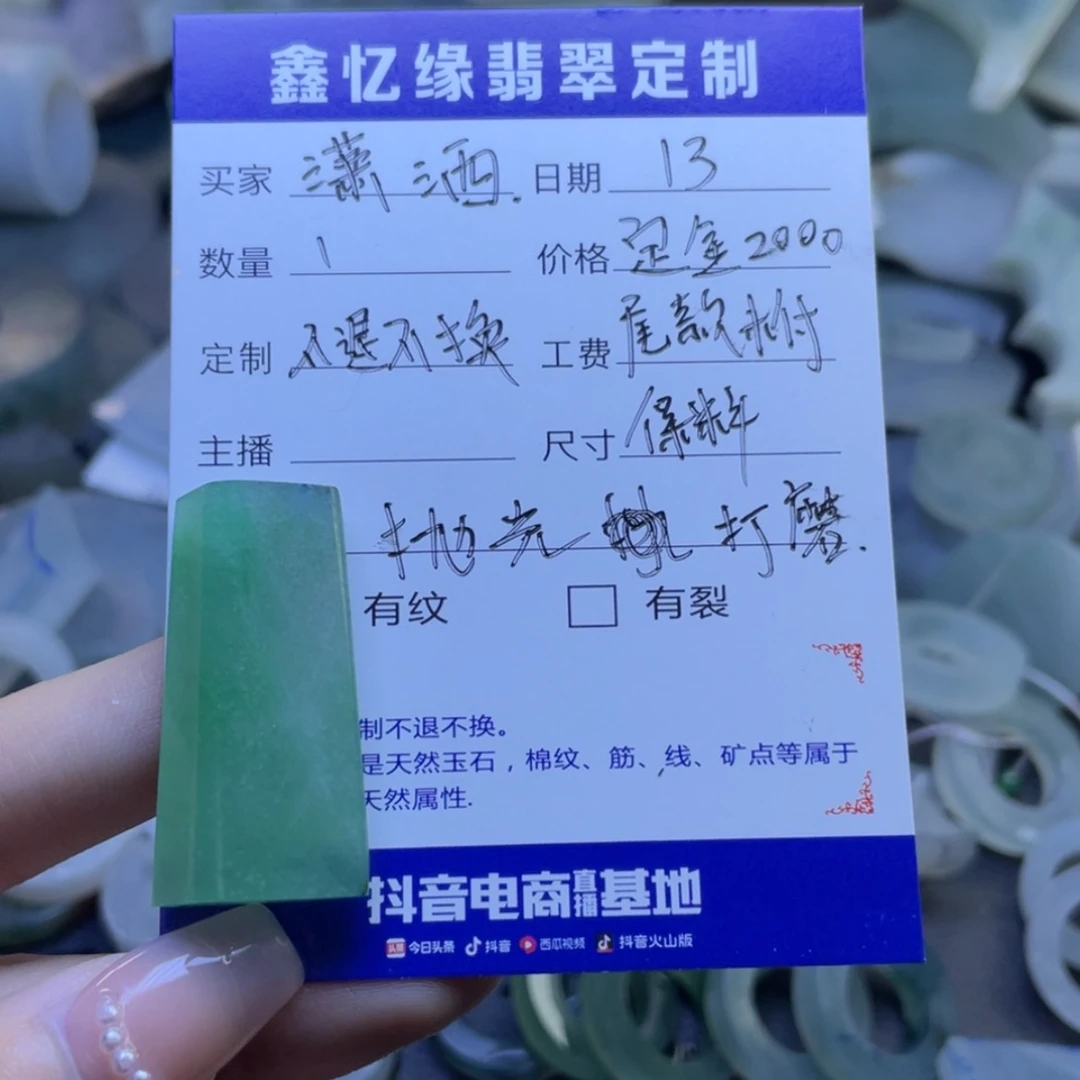 鑫忆缘翡翠定制
买家 潇洒. 日期 13
数量 1 价格 定金2000
定制 不退不换 工费 尾款未付
主播 尺寸 保料
抛光 打磨.
有纹 有裂
制不退不换。
是天然玉石，棉纹、筋、线、矿点等属于
天然属性.
抖音电商直播基地
头条 今日头条 抖音 西瓜视频 抖音火山版